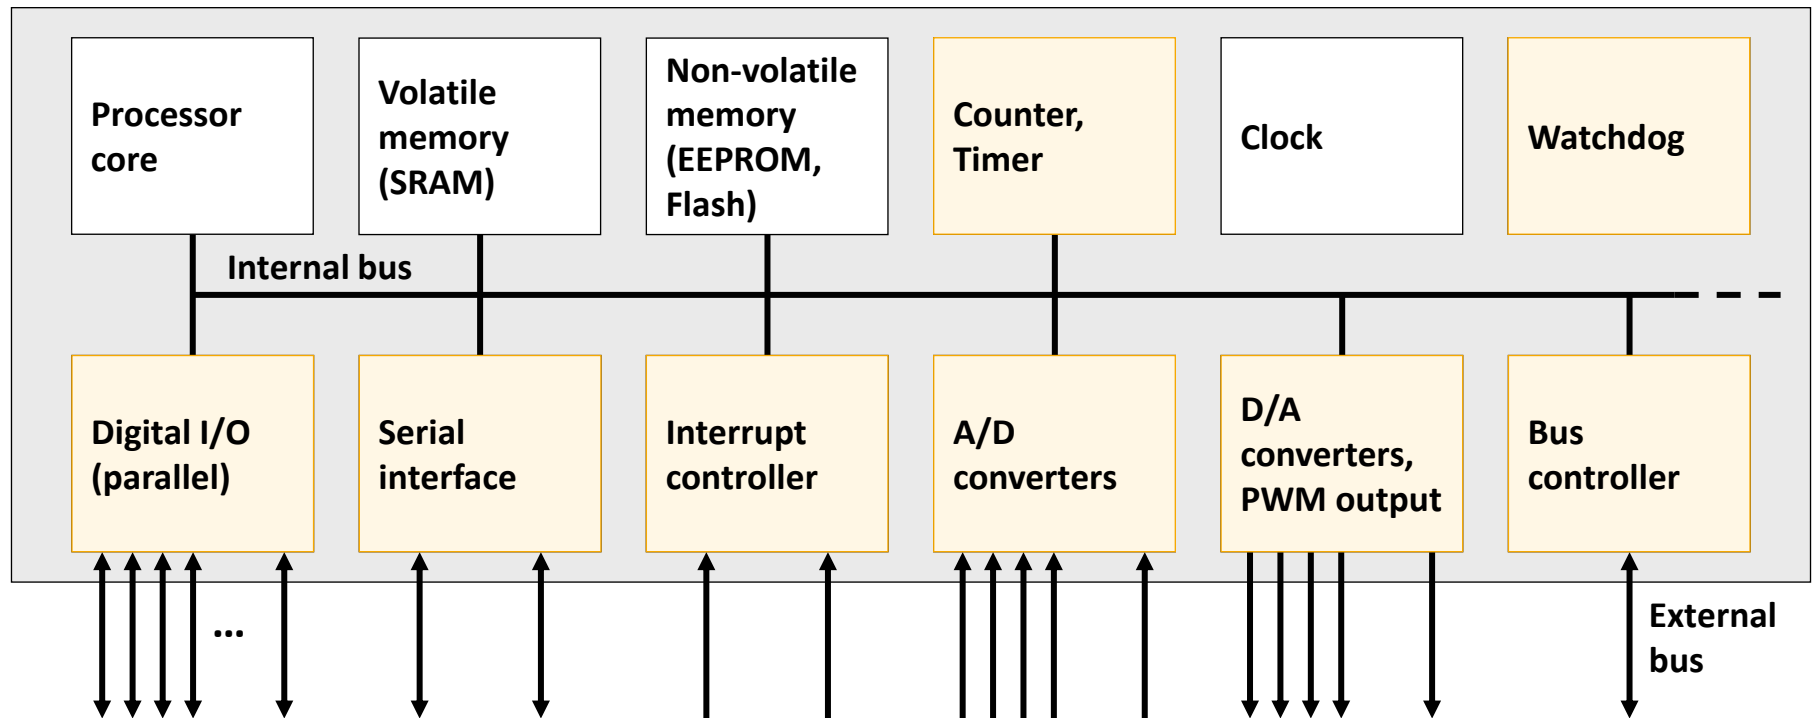 Processor
core
Volatile
memory
(SRAM)
Non-volatile
memory
(EEPROM,
Flash)
Counter,
Timer
Clock
Watchdog
Internal bus
Digital I/O
(parallel)
Serial
interface
Interrupt
controller
A/D
converters
D/A
converters,
PWM output
Bus
controller
...
External
bus